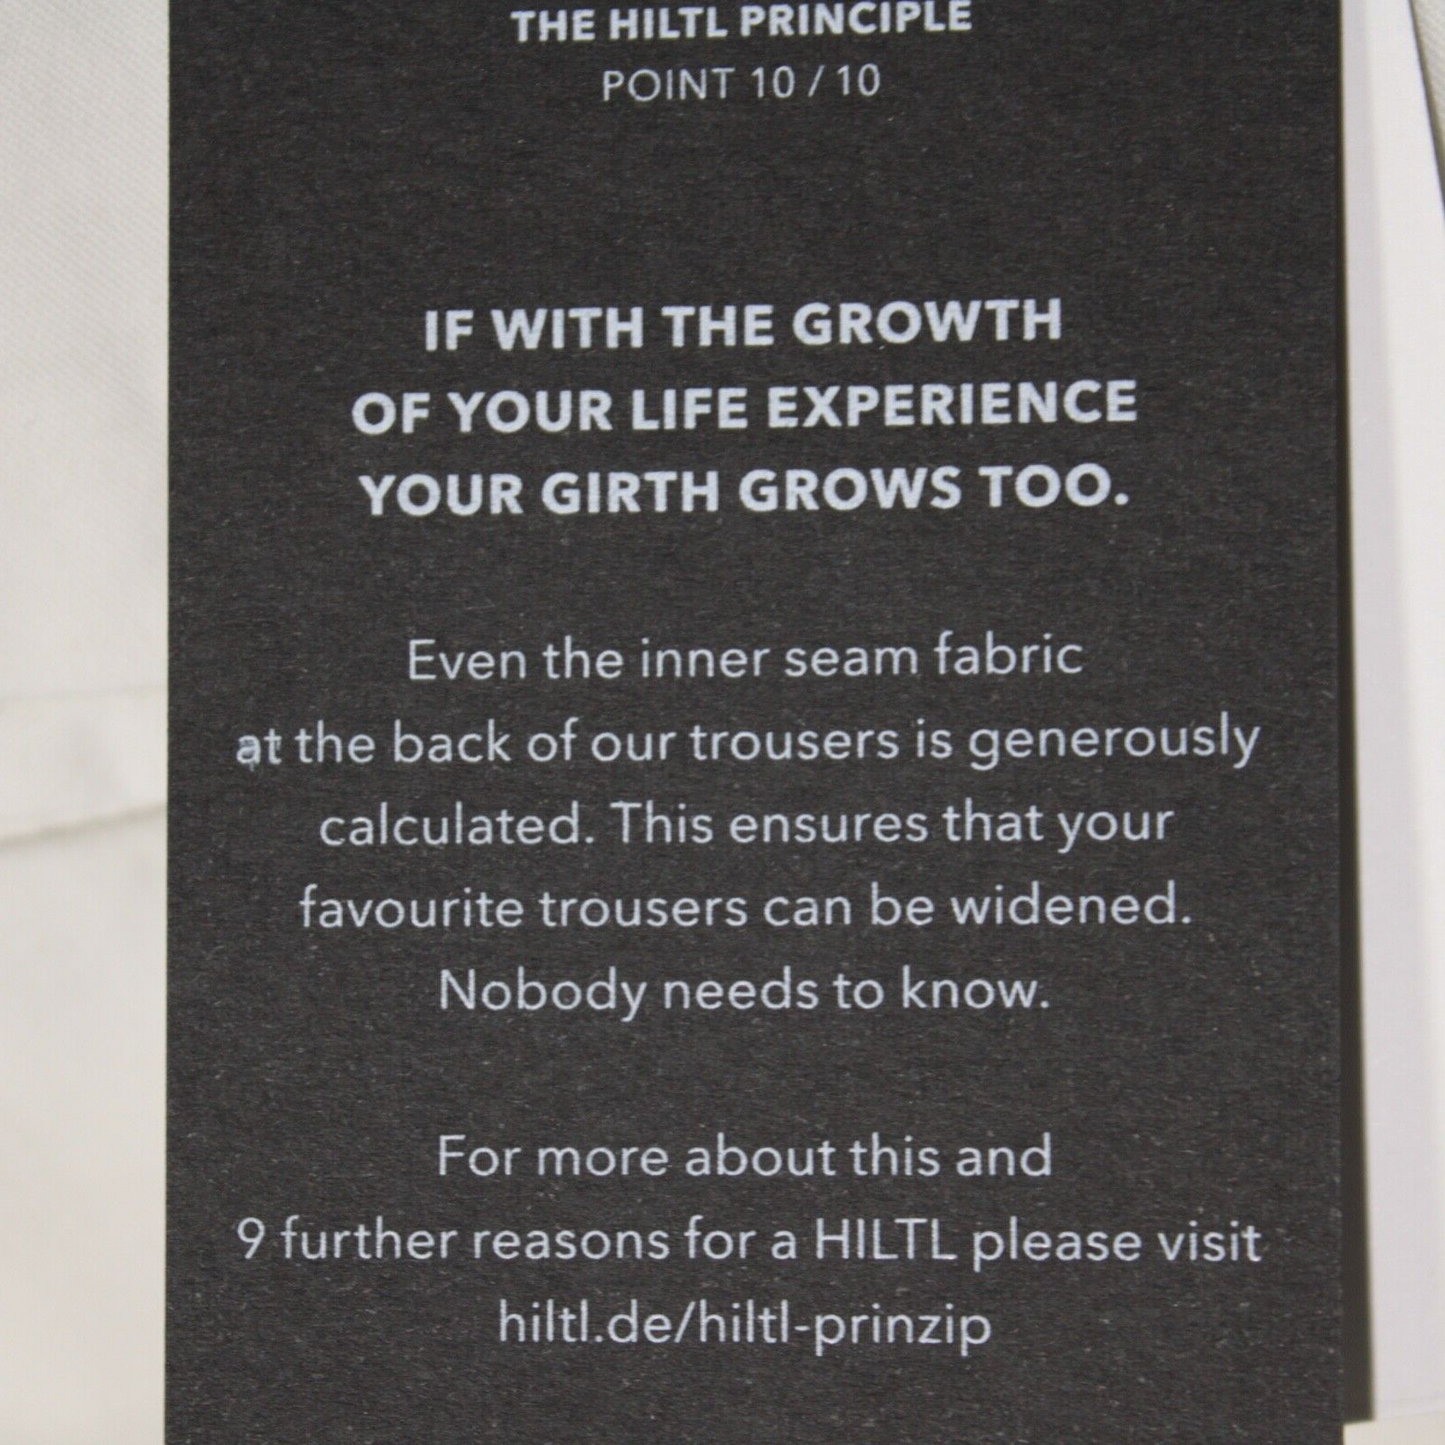 THE HILTL PRINCIPLE
POINT 10 / 10
IF WITH THE GROWTH
OF YOUR LIFE EXPERIENCE
YOUR GIRTH GROWS TOO.
Even the inner seam fabric
at the back of our trousers is generously
calculated. This ensures that your
favourite trousers can be widened.
Nobody needs to know.
For more about this and
9 further reasons for a HILTL please visit
hiltl.de/hiltl-prinzip